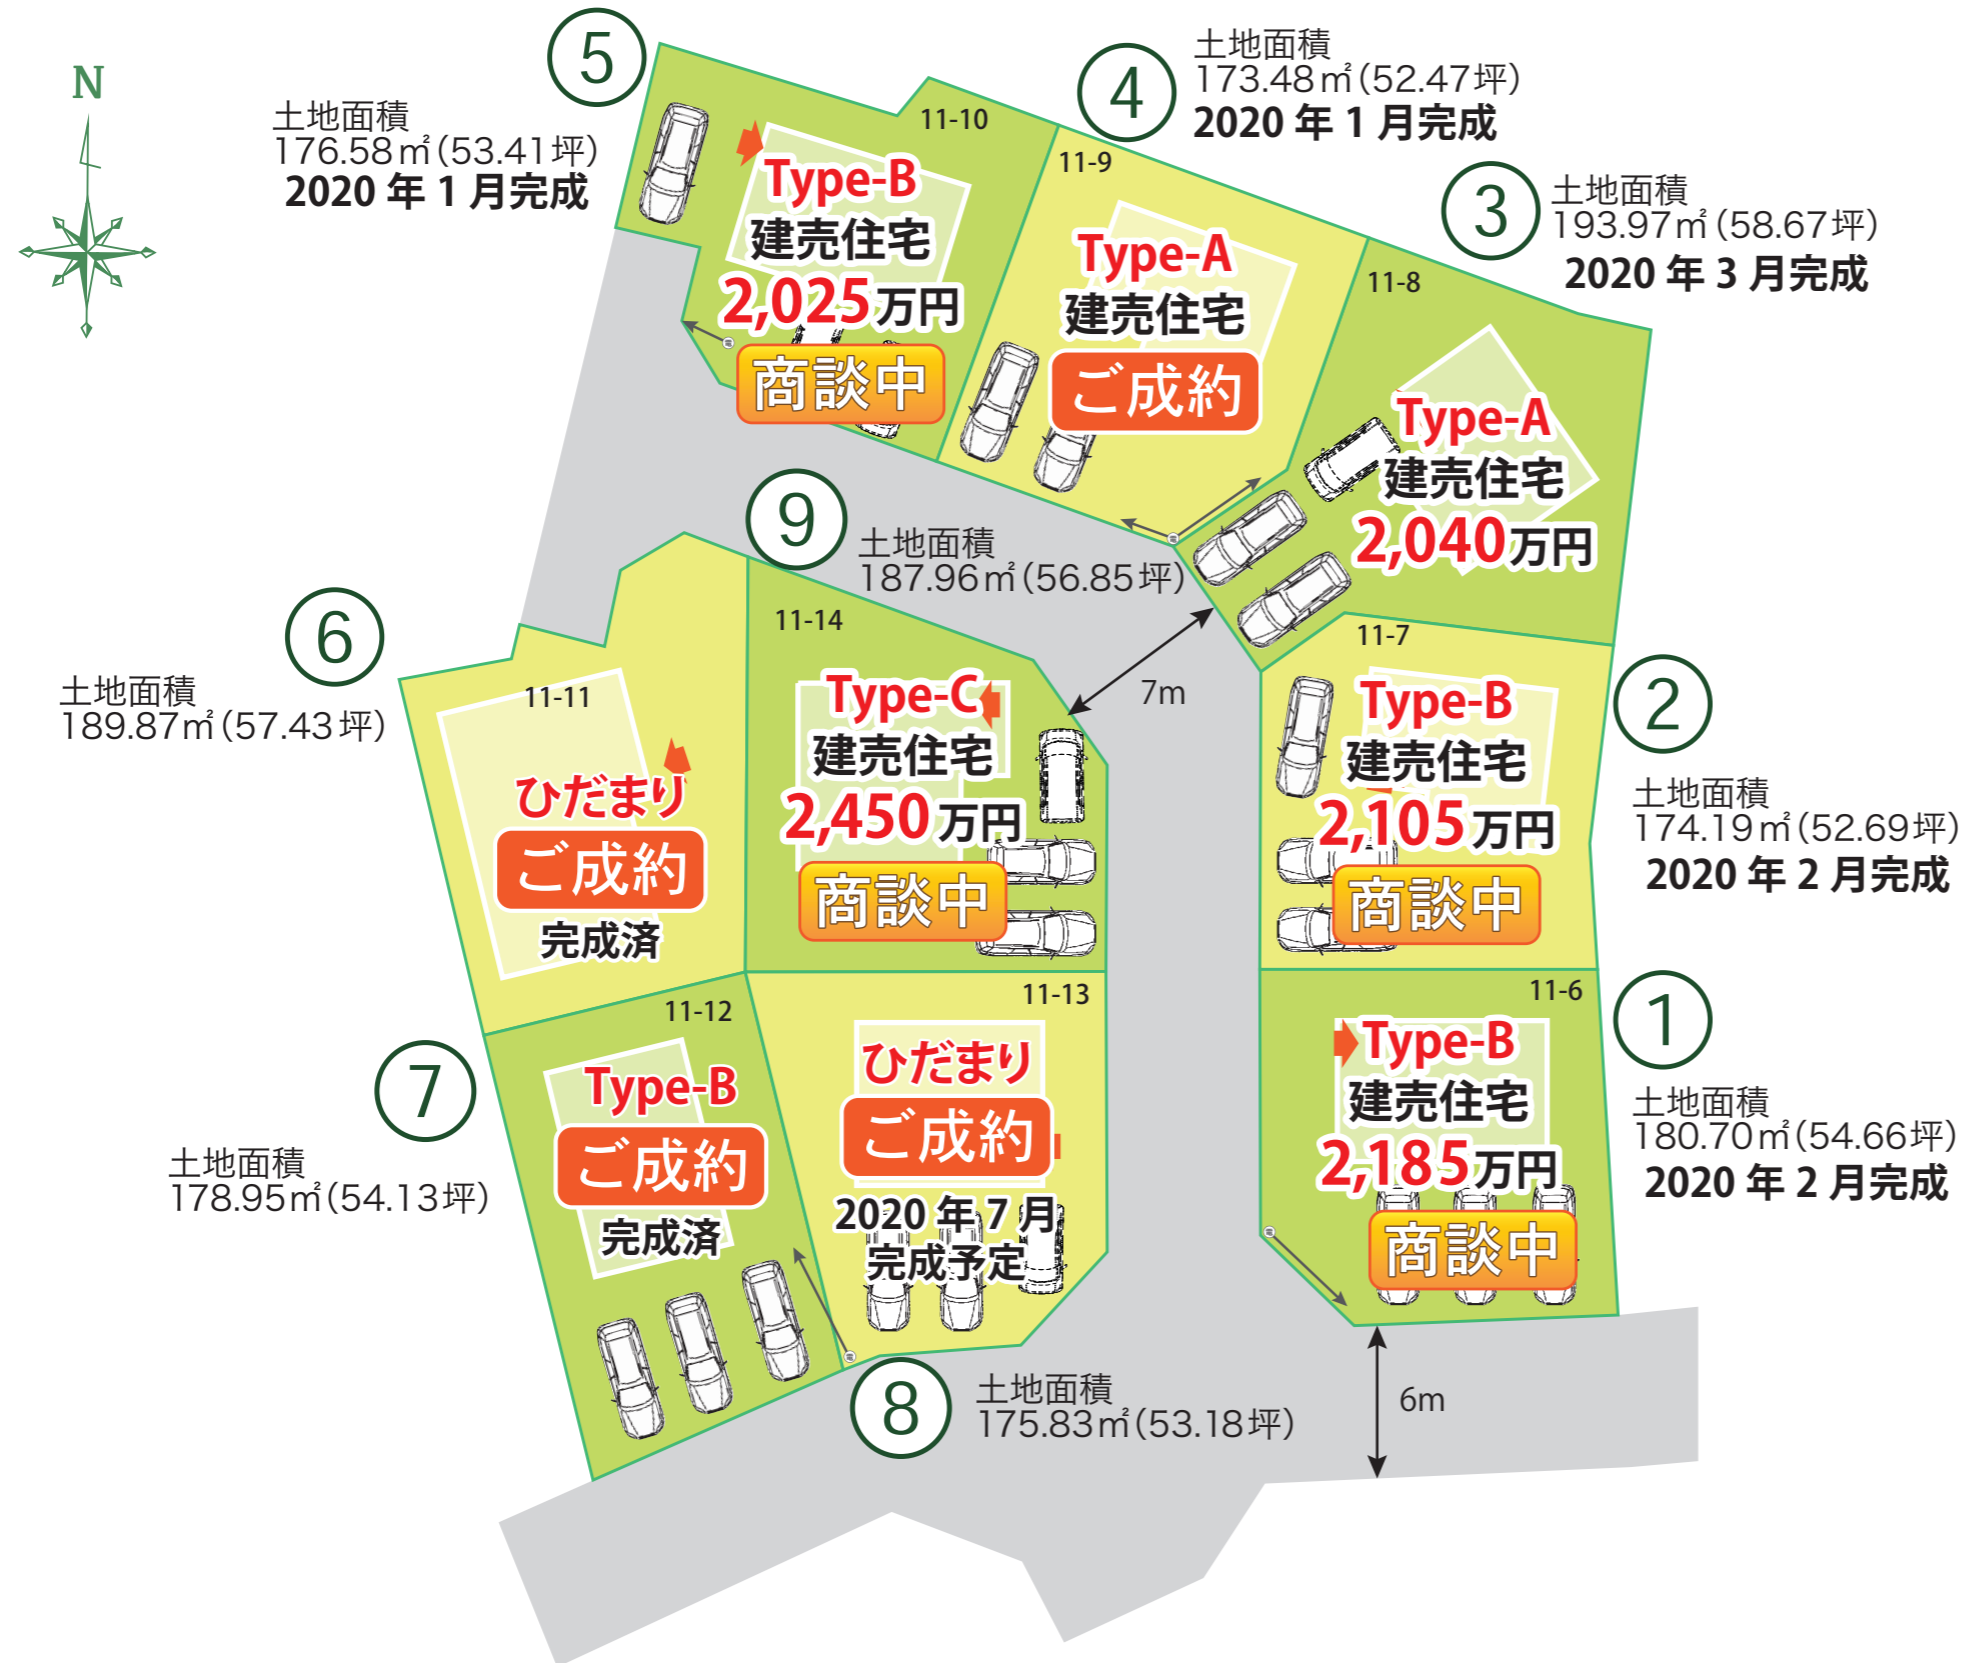 N
5
土地面積
176.58㎡(53.41坪)
2020年1月完成
11-10
Type-B
建売住宅
2,025万円
商談中
4
土地面積
173.48㎡(52.47坪)
2020年1月完成
11-9
Type-A
建売住宅
ご成約
3
土地面積
193.97㎡(58.67坪)
2020年3月完成
11-8
Type-A
建売住宅
2,040万円
9
土地面積
187.96㎡(56.85坪)
11-14
Type-C
建売住宅
2,450万円
商談中
7m
11-7
Type-B
建売住宅
2,105万円
商談中
2
土地面積
174.19㎡(52.69坪)
2020年2月完成
6
土地面積
189.87㎡(57.43坪)
11-11
ひだまり
ご成約
完成済
7
土地面積
178.95㎡(54.13坪)
11-12
Type-B
ご成約
完成済
11-13
ひだまり
ご成約
2020年7月
完成予定
8
土地面積
175.83㎡(53.18坪)
11-6
Type-B
建売住宅
2,185万円
商談中
1
土地面積
180.70㎡(54.66坪)
2020年2月完成
6m